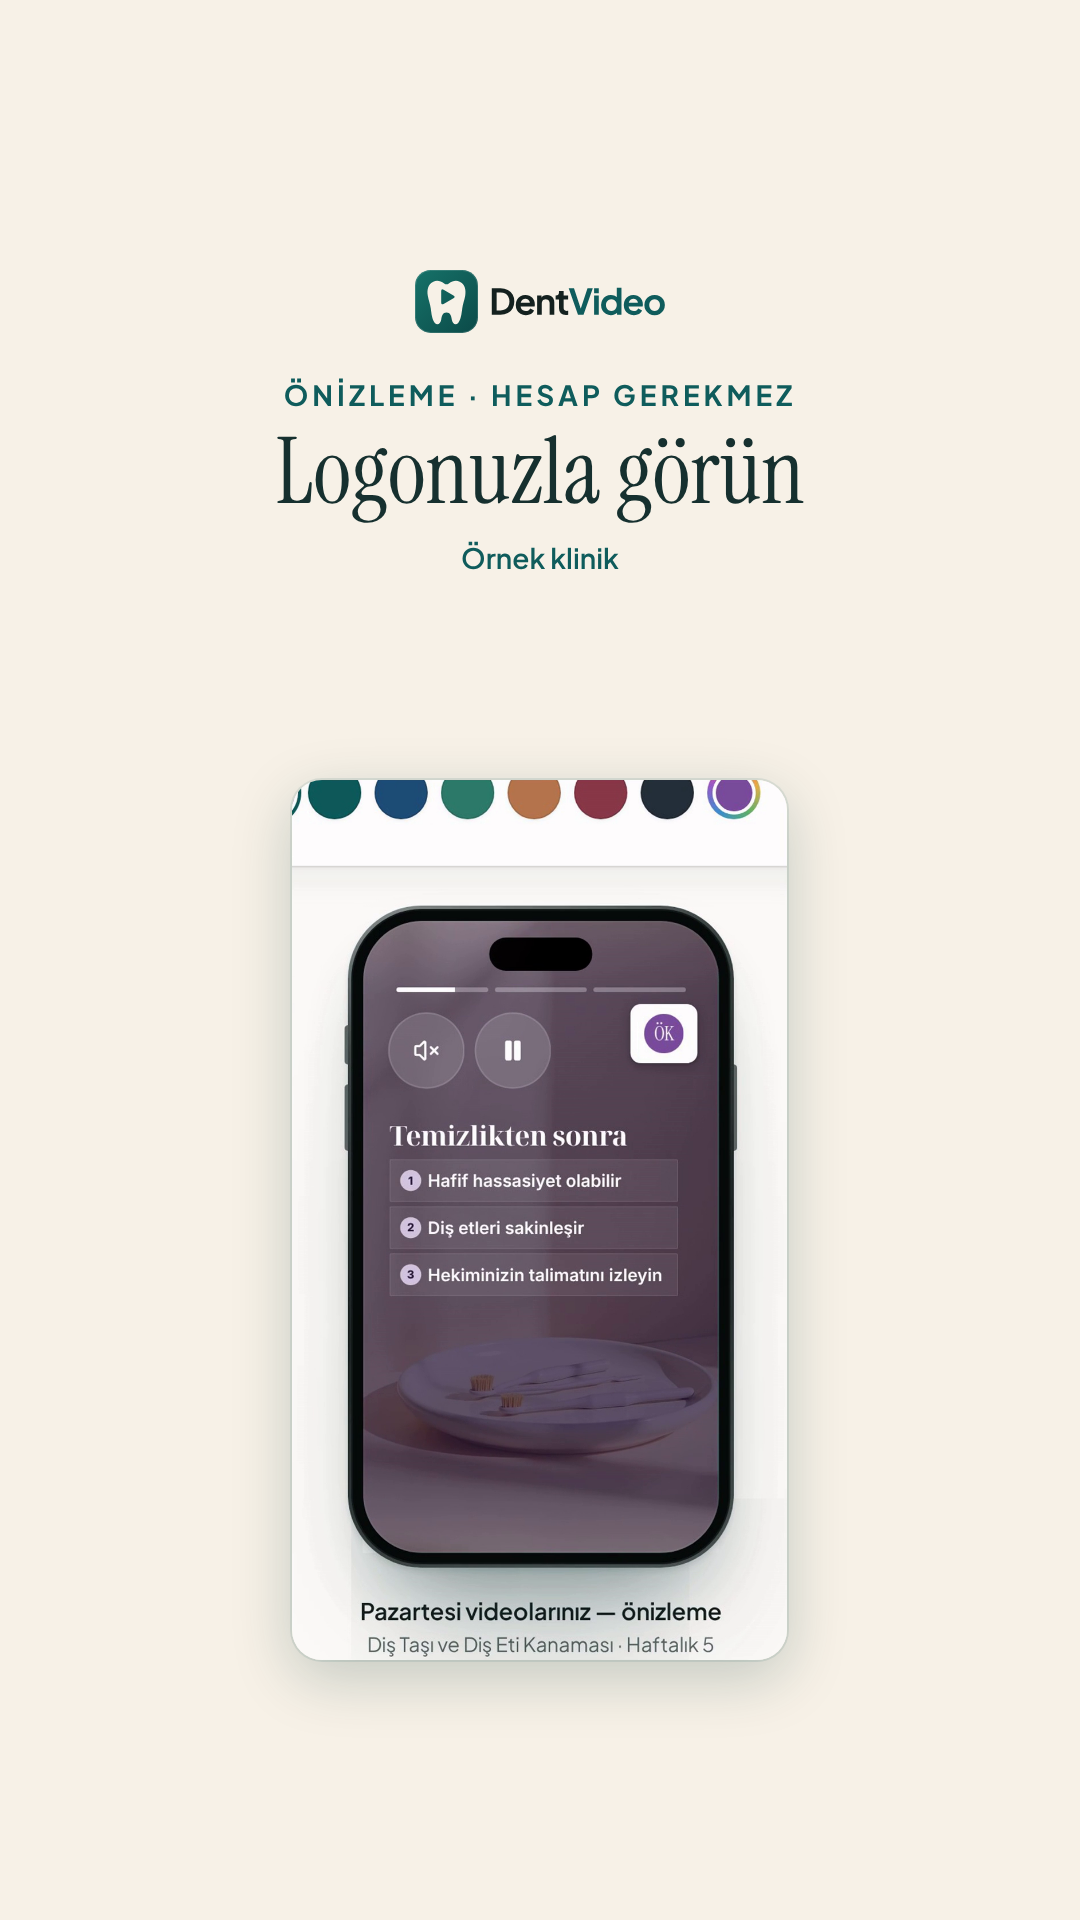 DentVideo
ÖNİZLEME · HESAP GEREKMEZ
Logonuzla görün
Örnek klinik
ÖK
Temizlikten sonra
1 Hafif hassasiyet olabilir
2 Diş etleri sakinleşir
3 Hekiminizin talimatını izleyin
Pazartesi videolarınız — önizleme
Diş Taşı ve Diş Eti Kanaması · Haftalık 5